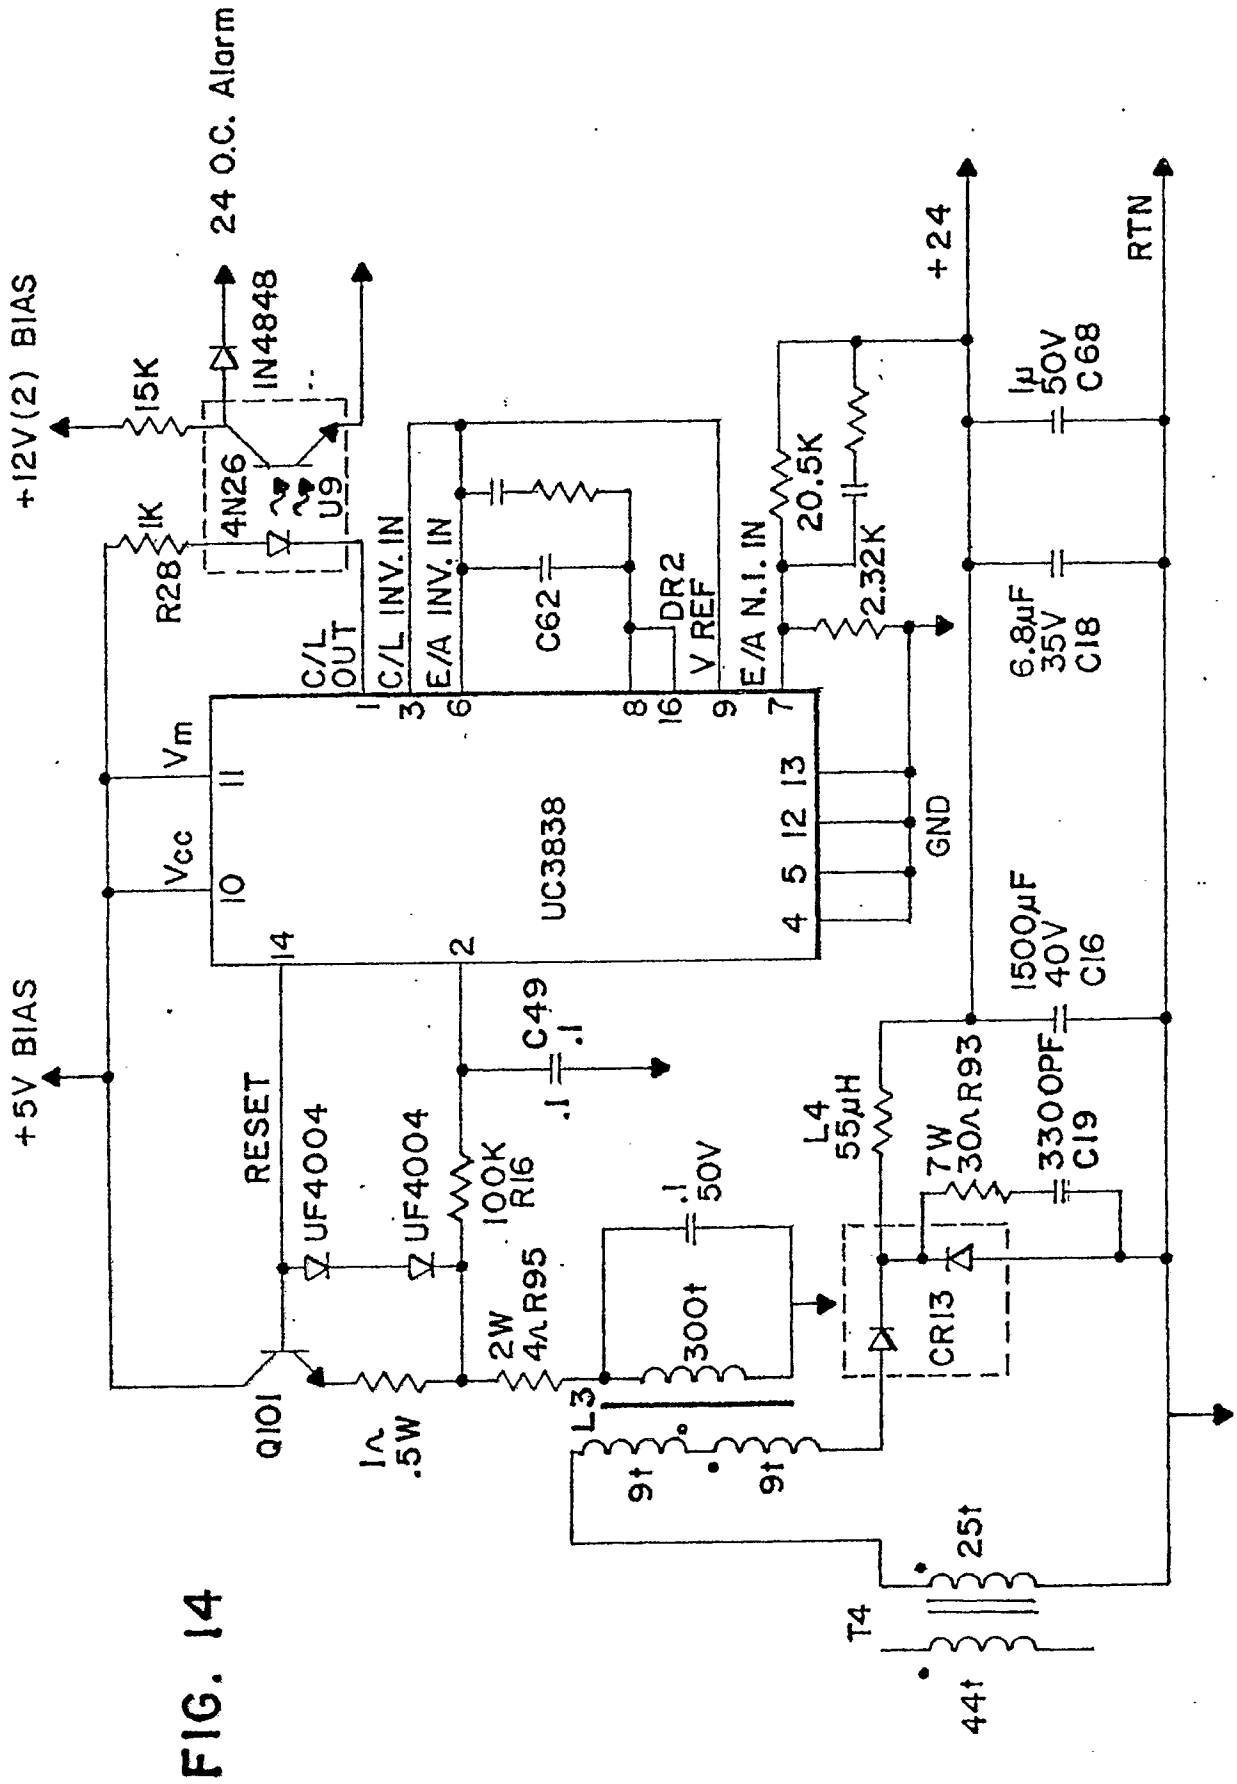 FIG. 14
+5V BIAS
+12V(2) BIAS
24 O.C. Alarm
15K
IN4848
1K
R28
4N26
U9
Vcc
Vm
10
11
14
2
UC3838
1
3
6
8
16
9
7
4
5
12
13
C/L
OUT
C/L INV. IN
E/A INV. IN
C62
DR2
V REF
E/A N.I. IN
20.5K
2.32K
GND
RESET
Q101
UF4004
UF4004
1Λ
.5W
2W
4Λ R95
100K
R16
C49
.1
.1
L3
300t
.1
50V
9t
9t
T4
44t
25t
CR13
L4
55µH
7W
30Λ R93
3300PF
C19
1500µF
40V
C16
6.8µF
35V
C18
1µ
50V
C68
+24
RTN